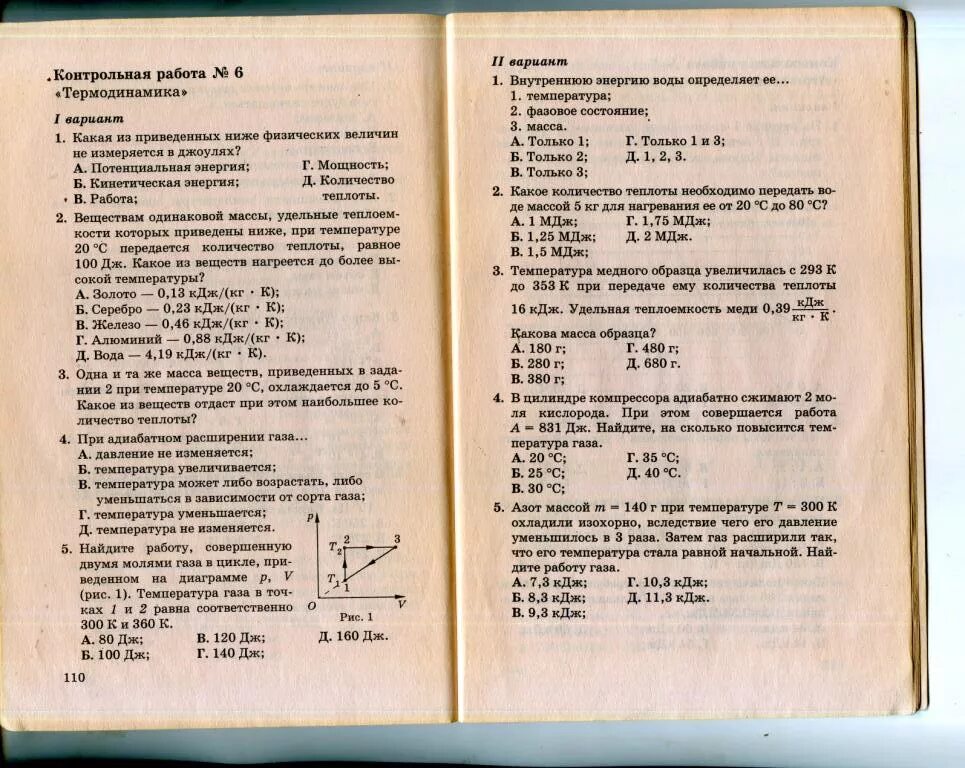 Контрольная работа № 6
«Термодинамика»
I вариант
1. Какая из приведенных ниже физических величин
не измеряется в джоулях?
А. Потенциальная энергия; Г. Мощность;
Б. Кинетическая энергия; Д. Количество
В. Работа; теплоты.
2. Веществам одинаковой массы, удельные теплоем-
кости которых приведены ниже, при температуре
20 °С передается количество теплоты, равное
100 Дж. Какое из веществ нагреется до более вы-
сокой температуры?
А. Золото — 0,13 кДж/(кг · К);
Б. Серебро — 0,23 кДж/(кг · К);
В. Железо — 0,46 кДж/(кг · К);
Г. Алюминий — 0,88 кДж/(кг · К);
Д. Вода — 4,19 кДж/(кг · К).
3. Одна и та же масса веществ, приведенных в зада-
нии 2 при температуре 20 °С, охлаждается до 5 °С.
Какое из веществ отдаст при этом наибольшее ко-
личество теплоты?
4. При адиабатном расширении газа...
А. давление не изменяется;
Б. температура увеличивается;
В. температура может либо возрастать, либо
уменьшаться в зависимости от сорта газа;
Г. температура уменьшается;
Д. температура не изменяется.
5. Найдите работу, совершенную
двумя молями газа в цикле, при-
веденном на диаграмме p, V
(рис. 1). Температура газа в точ-
ках 1 и 2 равна соответственно
300 К и 360 К.
p
2 3
T2
T1
1
O V
Рис. 1
А. 80 Дж; В. 120 Дж; Д. 160 Дж.
Б. 100 Дж; Г. 140 Дж;
110
II вариант
1. Внутреннюю энергию воды определяет ее...
1. температура;
2. фазовое состояние;
3. масса.
А. Только 1; Г. Только 1 и 3;
Б. Только 2; Д. 1, 2, 3.
В. Только 3;
2. Какое количество теплоты необходимо передать во-
де массой 5 кг для нагревания ее от 20 °С до 80 °С?
А. 1 МДж; Г. 1,75 МДж;
Б. 1,25 МДж; Д. 2 МДж.
В. 1,5 МДж;
3. Температура медного образца увеличилась с 293 К
до 353 К при передаче ему количества теплоты
16 кДж. Удельная теплоемкость меди 0,39 кДж/кг · К.
Какова масса образца?
А. 180 г; Г. 480 г;
Б. 280 г; Д. 680 г.
В. 380 г;
4. В цилиндре компрессора адиабатно сжимают 2 мо-
ля кислорода. При этом совершается работа
A = 831 Дж. Найдите, на сколько повысится тем-
пература газа.
А. 20 °С; Г. 35 °С;
Б. 25 °С; Д. 40 °С.
В. 30 °С;
5. Азот массой m = 140 г при температуре T = 300 К
охладили изохорно, вследствие чего его давление
уменьшилось в 3 раза. Затем газ расширили так,
что его температура стала равной начальной. Най-
дите работу газа.
А. 7,3 кДж; Г. 10,3 кДж;
Б. 8,3 кДж; Д. 11,3 кДж.
В. 9,3 кДж;